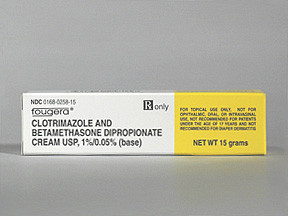 NDC 0168-0258-15
fougera®
CLOTRIMAZOLE AND
BETAMETHASONE DIPROPIONATE
CREAM USP, 1%/0.05% (base)
Rx only
FOR TOPICAL USE ONLY, NOT FOR
OPHTHALMIC, ORAL, OR INTRAVAGINAL
USE, NOT RECOMMENDED FOR PATIENTS
UNDER THE AGE OF 17 YEARS AND NOT
RECOMMENDED FOR DIAPER DERMATITIS
NET WT 15 grams